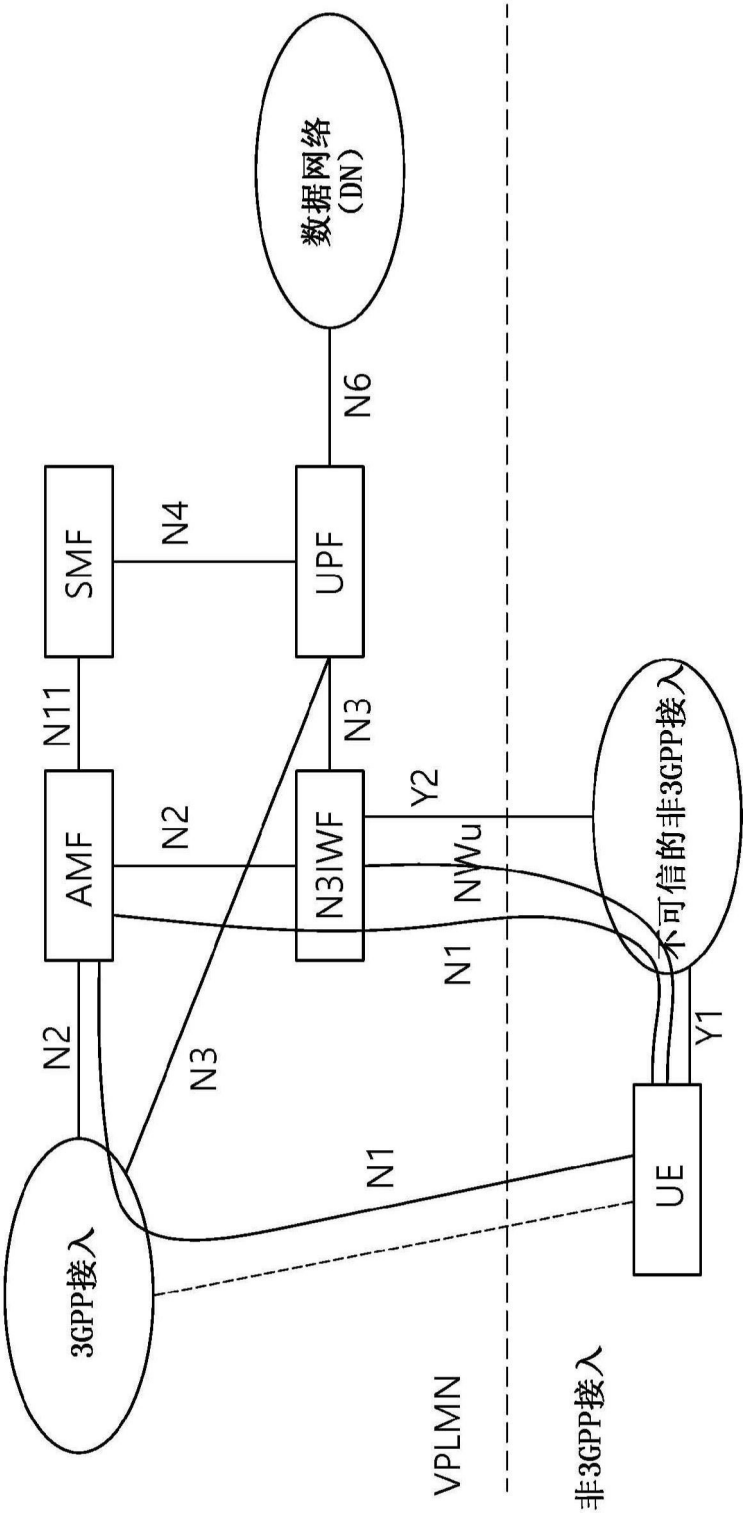 3GPP接入
N2
AMF
N11
SMF
N3
N2
N4
N1
N1
N3IWF
N3
UPF
N6
数据网络
(DN)
NWu
Y2
VPLMN
非3GPP接入
UE
Y1
不可信的非3GPP接入